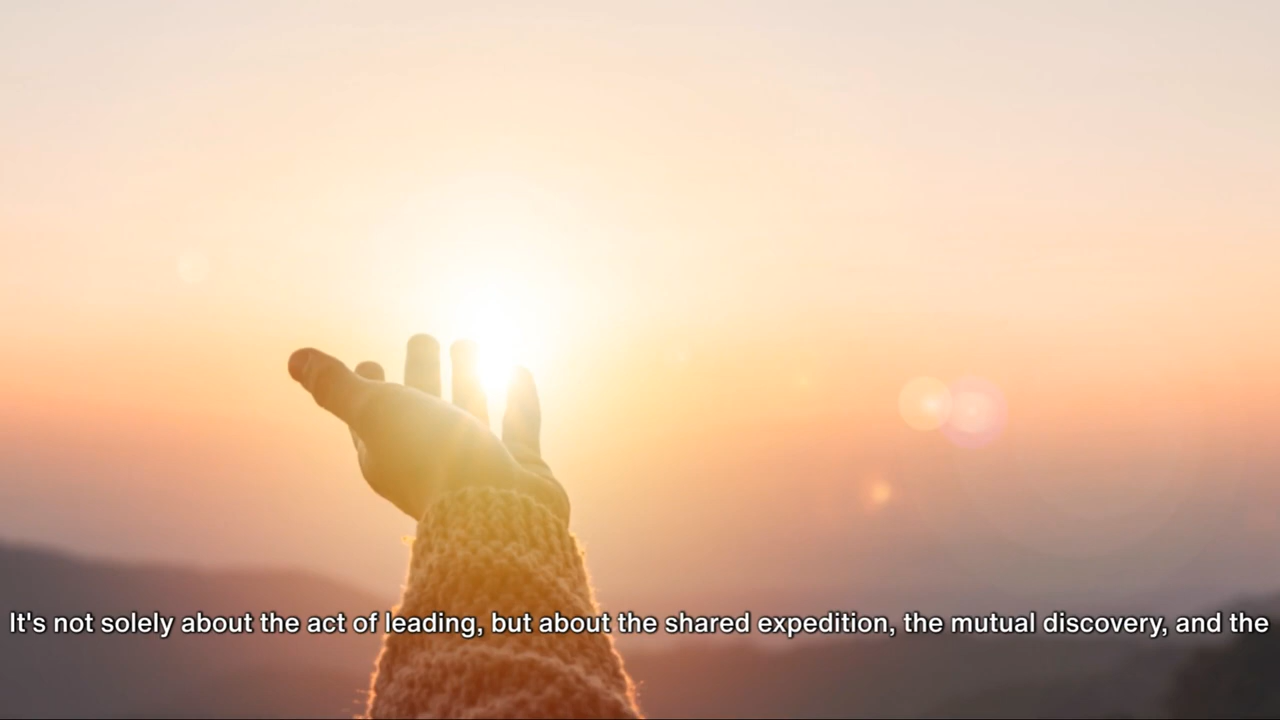 It's not solely about the act of leading, but about the shared expedition, the mutual discovery, and the